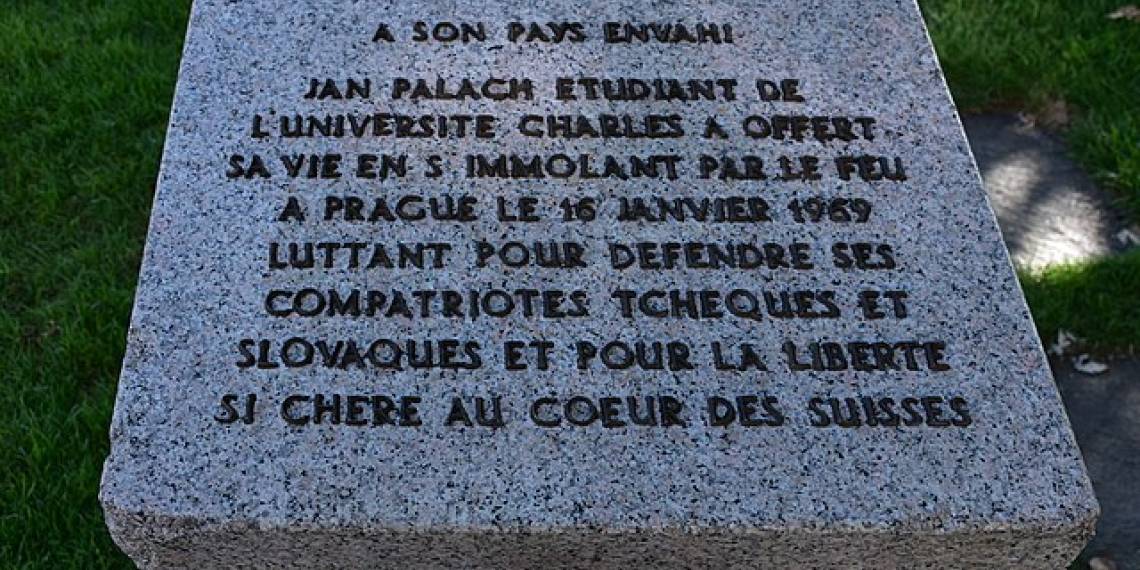 A SON PAYS ENVAHI
JAN PALACH ETUDIANT DE
L'UNIVERSITE CHARLES A OFFERT
SA VIE EN S IMMOLANT PAR LE FEU
A PRAGUE LE 16 JANVIER 1969
LUTTANT POUR DEFENDRE SES
COMPATRIOTES TCHEQUES ET
SLOVAQUES ET POUR LA LIBERTE
SI CHERE AU COEUR DES SUISSES